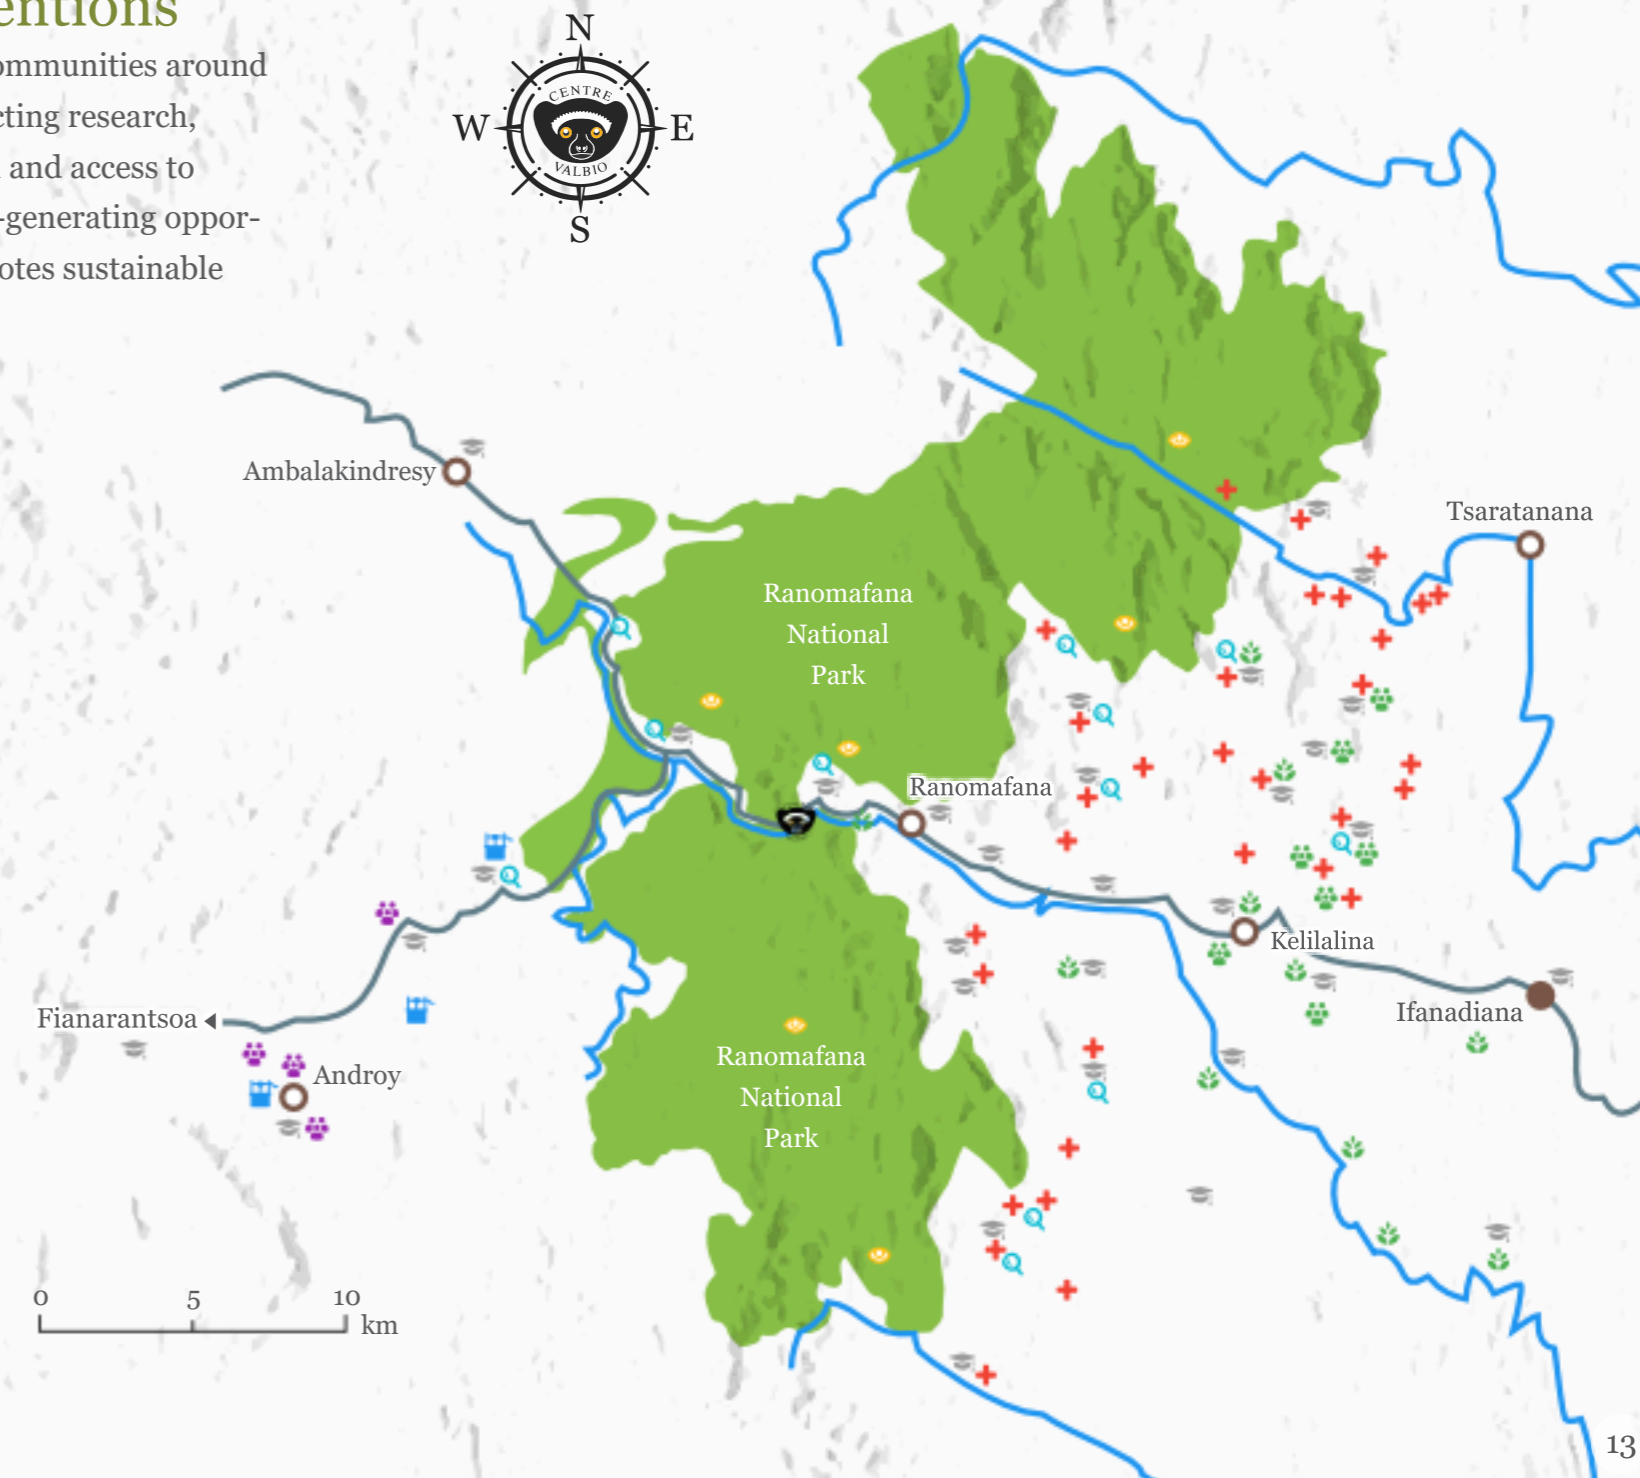 entions
ommunities around
cting research,
and access to
-generating oppor-
otes sustainable
N
W
E
S
CENTRE
VALBIO
Ambalakindresy
Tsaratanana
Ranomafana
National
Park
Ranomafana
Kelilalina
Ifanadiana
Fianarantsoa
Androy
Ranomafana
National
Park
0 5 10
km
13